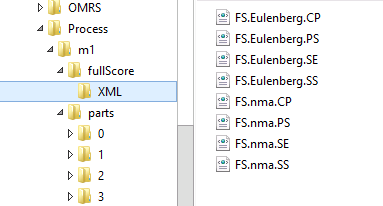 OMRS
Process
m1
fullScore
XML
parts
0
1
2
3
FS.Eulenberg.CP
FS.Eulenberg.PS
FS.Eulenberg.SE
FS.Eulenberg.SS
FS.nma.CP
FS.nma.PS
FS.nma.SE
FS.nma.SS